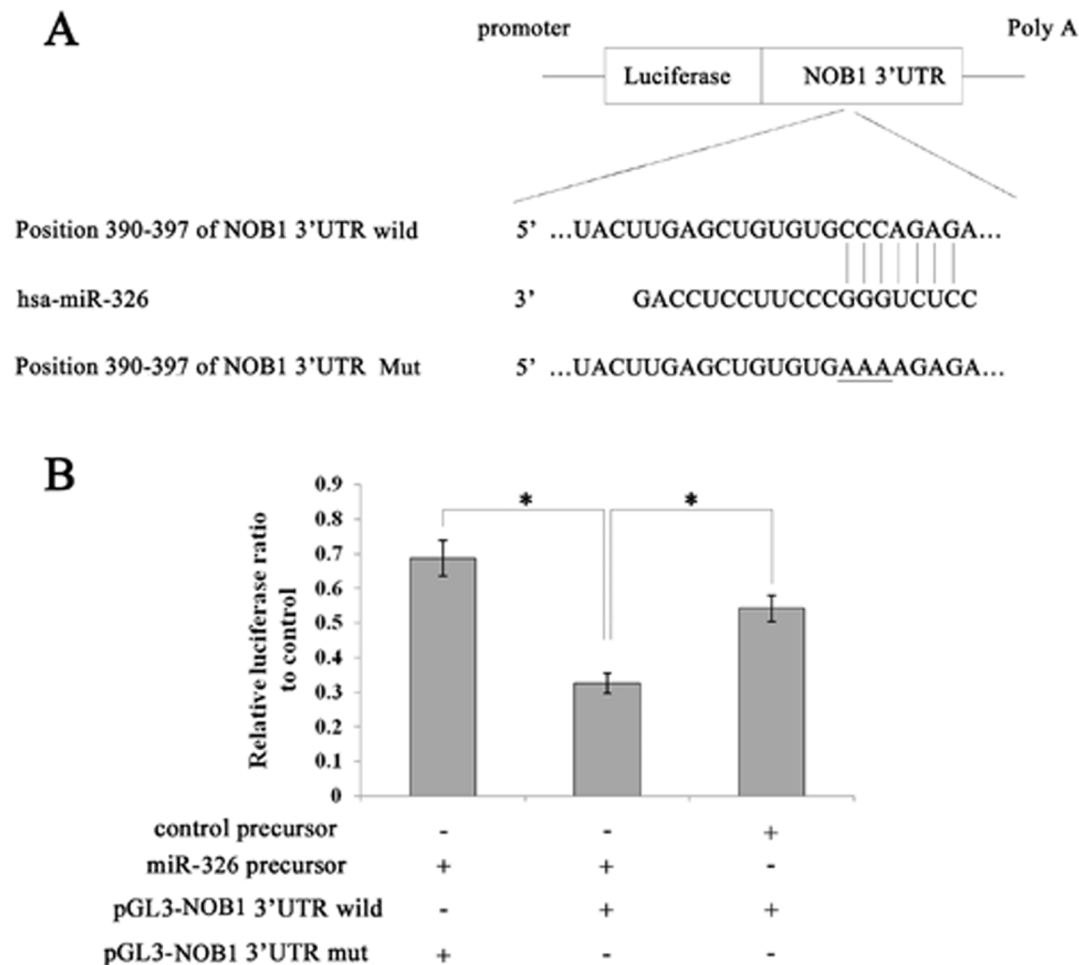 A
promoter
Poly A
Luciferase
NOB1 3’UTR
Position 390-397 of NOB1 3’UTR wild 5’ ...UACUUGAGCUGUGUGCCCAGAGA...
hsa-miR-326 3’ GACCUCCUUCCCGGGUCUCC
Position 390-397 of NOB1 3’UTR Mut 5’ ...UACUUGAGCUGUGUGAAAAGAGA...
B
Relative luciferase ratio
to control
0.9
0.8
0.7
0.6
0.5
0.4
0.3
0.2
0.1
0
* *
control precursor - - +
miR-326 precursor + + -
pGL3-NOB1 3’UTR wild - + +
pGL3-NOB1 3’UTR mut + - -